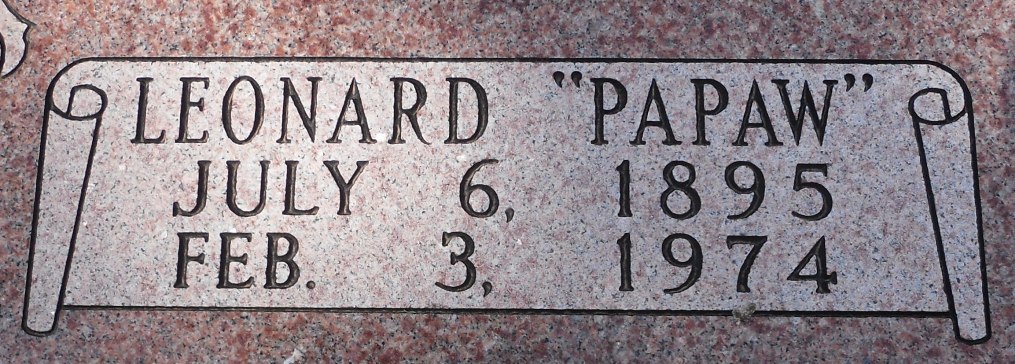 LEONARD "PAPAW"
JULY 6, 1895
FEB. 3, 1974